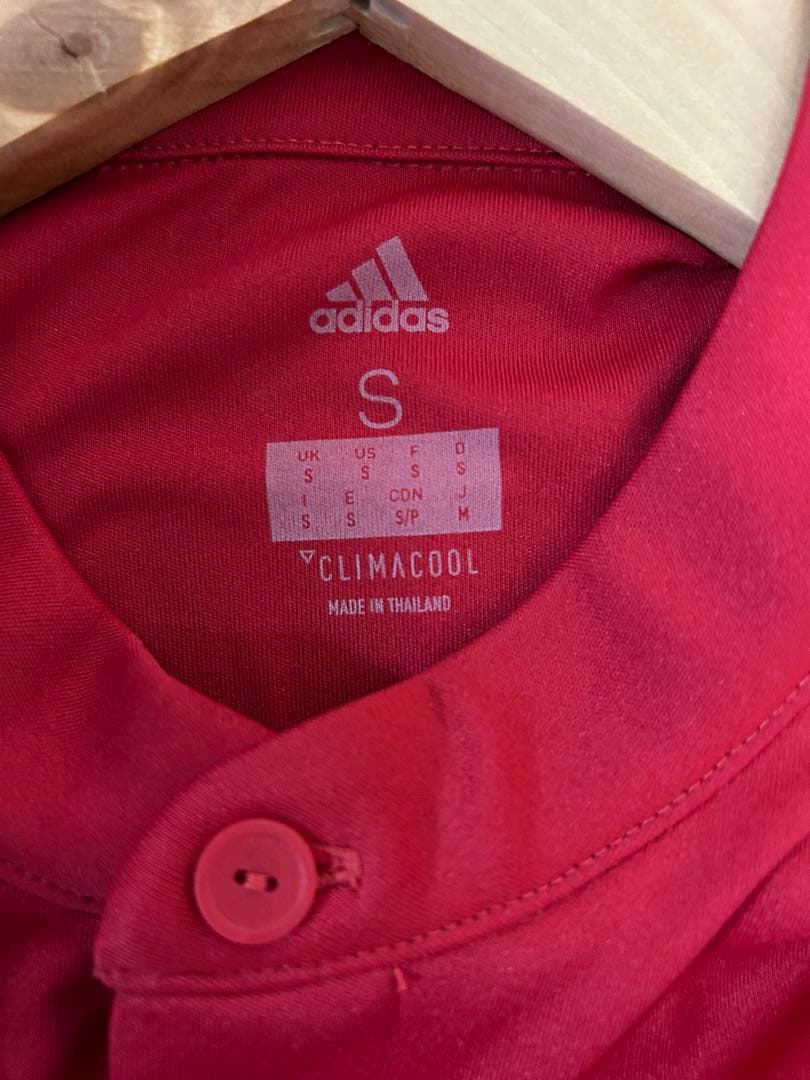 adidas
S
UK US F D
S S S S
I E CDN J
S S S/P M
CLIMACOOL
MADE IN THAILAND